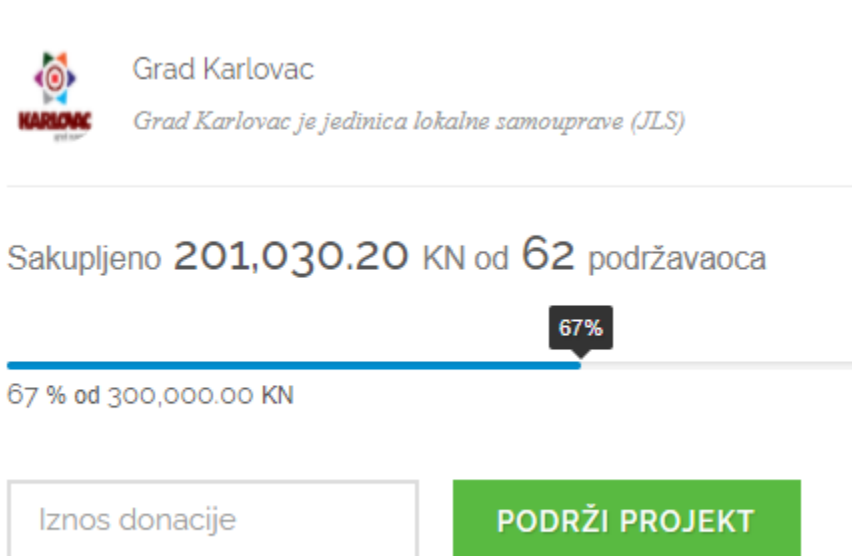 Grad Karlovac
KARLOVAC
Grad Karlovac je jedinica lokalne samouprave (JLS)
Sakupljeno 201,030.20 KN od 62 podržavaoca
67%
67 % od 300,000.00 KN
Iznos donacije
PODRŽI PROJEKT